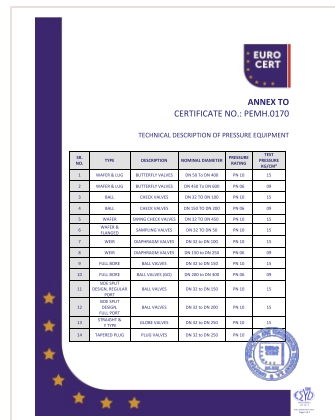 EURO
CERT
ANNEX TO
CERTIFICATE NO.: PEMH.0170
TECHNICAL DESCRIPTION OF PRESSURE EQUIPMENT
SR. NO. TYPE DESCRIPTION NOMINAL DIAMETER PRESSURE RATING TEST PRESSURE KG/CM²
1 WAFER & LUG BUTTERFLY VALVES DN 50 To DN 400 PN 10 15
2 WAFER & LUG BUTTERFLY VALVES DN 450 To DN 600 PN 06 09
3 BALL CHECK VALVES DN 32 To DN 100 PN 10 15
4 BALL CHECK VALVES DN 150 TO DN 200 PN 06 09
5 WAFER SWING CHECK VALVES DN 32 TO DN 450 PN 10 15
6 WAFER & FLANGED SAMPLING VALVES DN 32 TO DN 50 PN 10 15
7 WEIR DIAPHRAGM VALVES DN 32 to DN 100 PN 10 15
8 WEIR DIAPHRAGM VALVES DN 150 to DN 250 PN 06 09
9 FULL BORE BALL VALVES DN 32 to DN 150 PN 10 15
10 FULL BORE BALL VALVES (ISO) DN 200 to DN 300 PN 06 09
11 SIDE SPLIT DESIGN, REGULAR PORT BALL VALVES DN 32 to DN 150 PN 10 15
12 SIDE SPLIT DESIGN, FULL PORT BALL VALVES DN 32 to DN 200 PN 10 15
13 STRAIGHT & Y TYPE GLOBE VALVES DN 32 to DN 250 PN 10 15
14 TAPERED PLUG PLUG VALVES DN 32 to DN 250 PN 10